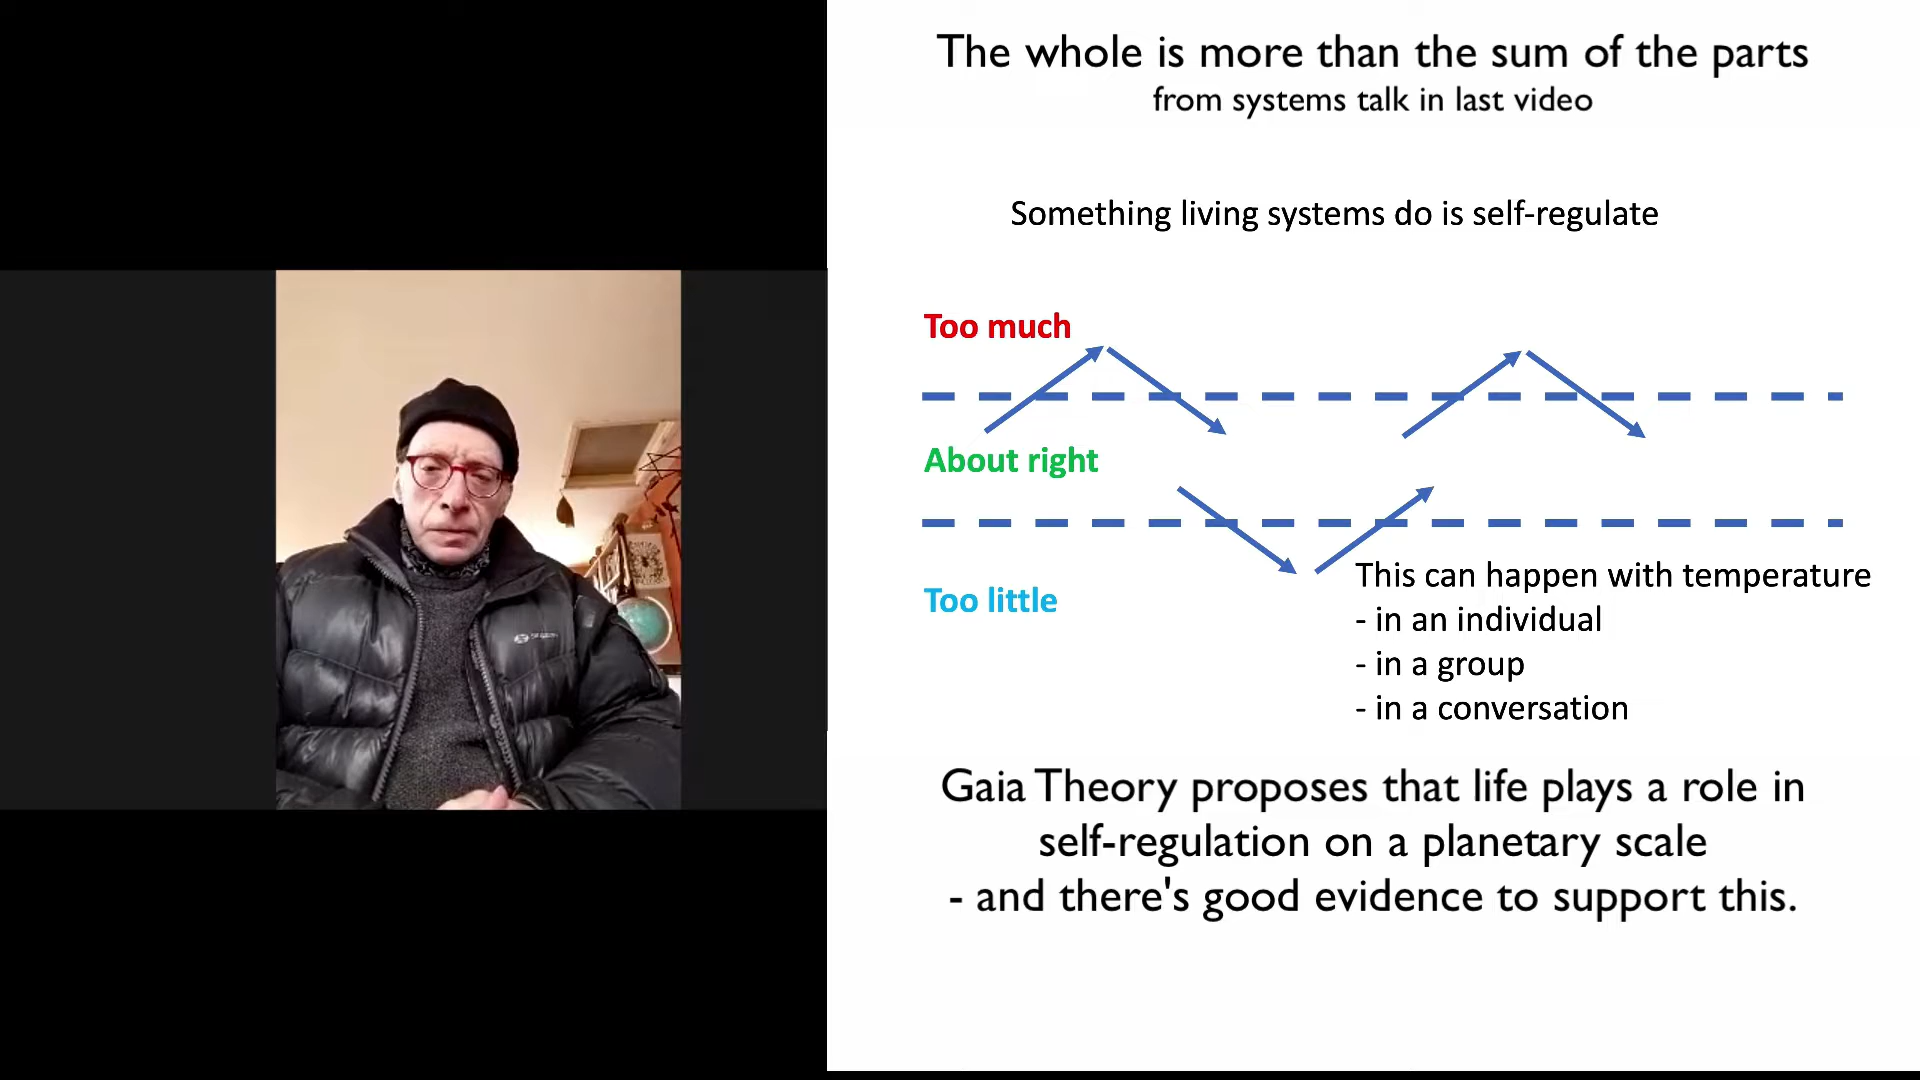 The whole is more than the sum of the parts
from systems talk in last video
Something living systems do is self-regulate
Too much
About right
Too little
This can happen with temperature
- in an individual
- in a group
- in a conversation
Gaia Theory proposes that life plays a role in
self-regulation on a planetary scale
- and there's good evidence to support this.